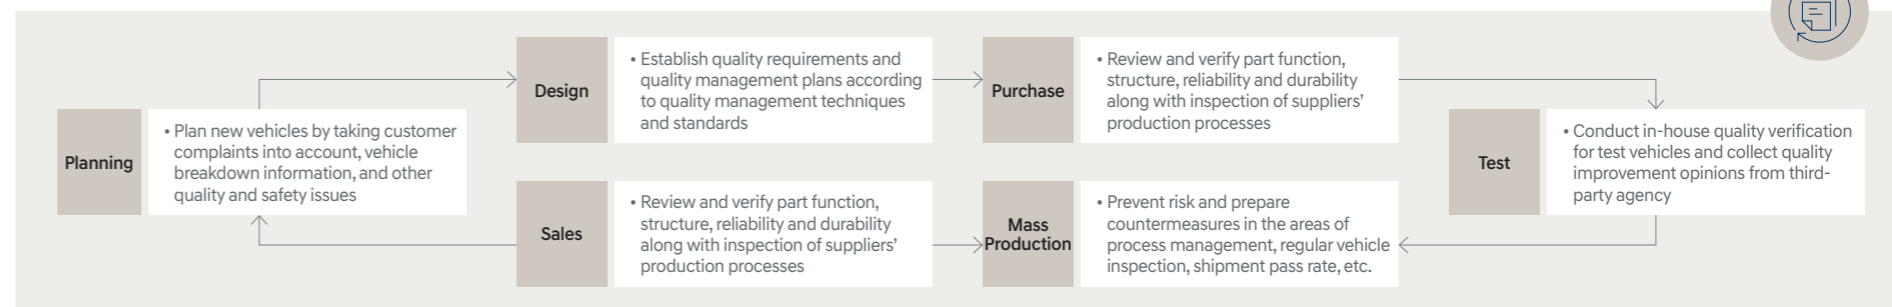 Planning
• Plan new vehicles by taking customer
complaints into account, vehicle
breakdown information, and other
quality and safety issues
Design
• Establish quality requirements and
quality management plans according
to quality management techniques
and standards
Purchase
• Review and verify part function,
structure, reliability and durability
along with inspection of suppliers’
production processes
Test
• Conduct in-house quality verification
for test vehicles and collect quality
improvement opinions from third-
party agency
Mass
Production
• Prevent risk and prepare
countermeasures in the areas of
process management, regular vehicle
inspection, shipment pass rate, etc.
Sales
• Review and verify part function,
structure, reliability and durability
along with inspection of suppliers’
production processes